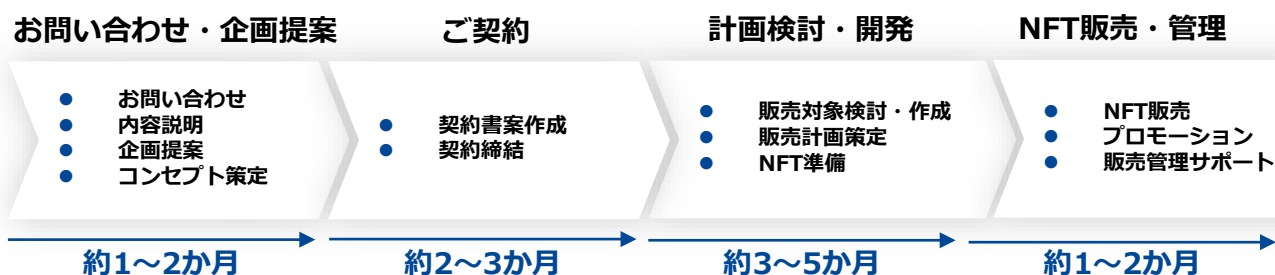 お問い合わせ・企画提案
ご契約
計画検討・開発
NFT販売・管理
● お問い合わせ
● 内容説明
● 企画提案
● コンセプト策定
● 契約書案作成
● 契約締結
● 販売対象検討・作成
● 販売計画策定
● NFT準備
● NFT販売
● プロモーション
● 販売管理サポート
約1～2か月
約2～3か月
約3～5か月
約1～2か月